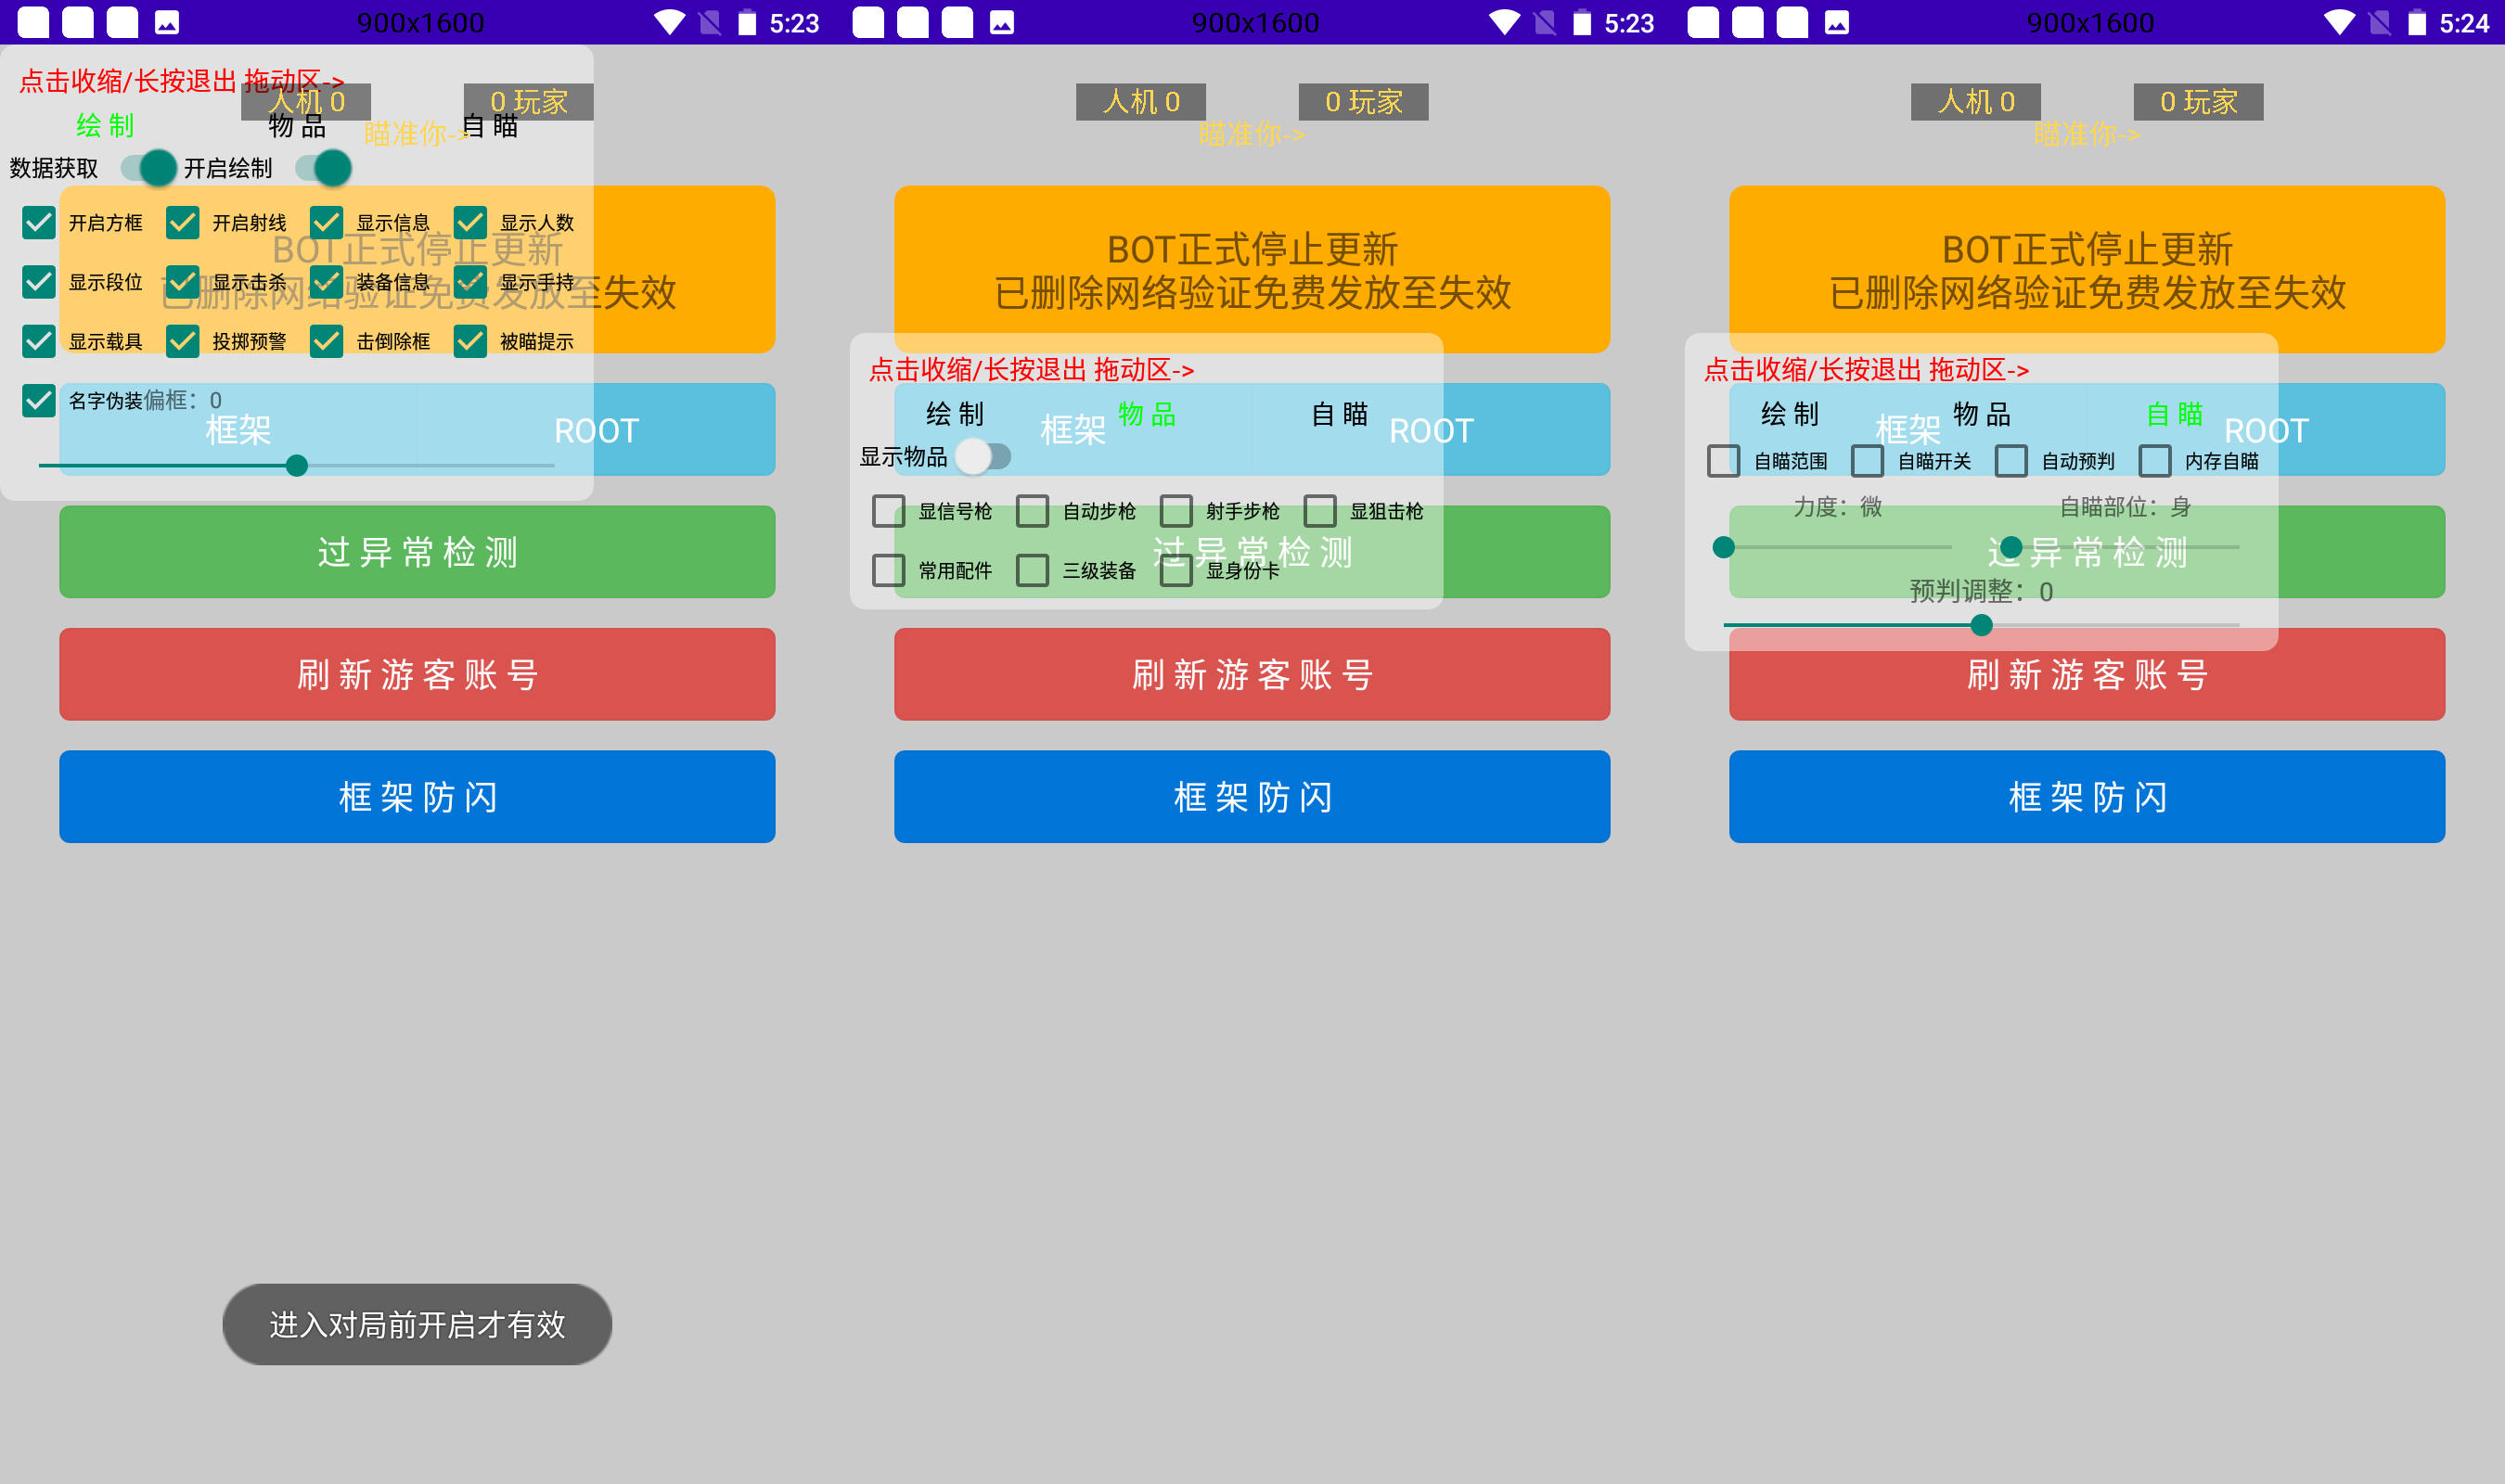 900x1600
5:23
点击收缩/长按退出 拖动区->
人机 0
0 玩家
绘 制
物 品
自 瞄
瞄准你->
数据获取
开启绘制
开启方框
开启射线
显示信息
显示人数
BOT正式停止更新
显示段位
显示击杀
装备信息
显示手持
已删除网络验证免费发放至失效
显示载具
投掷预警
击倒除框
被瞄提示
名字伪装
偏框：0
框架
ROOT
过 异 常 检 测
刷 新 游 客 账 号
框 架 防 闪
进入对局前开启才有效
900x1600
5:23
人机 0
0 玩家
瞄准你->
BOT正式停止更新
已删除网络验证免费发放至失效
点击收缩/长按退出 拖动区->
绘 制
物 品
自 瞄
框架
ROOT
显示物品
显信号枪
自动步枪
射手步枪
显狙击枪
过 异 常 检 测
常用配件
三级装备
显身份卡
刷 新 游 客 账 号
框 架 防 闪
900x1600
5:24
人机 0
0 玩家
瞄准你->
BOT正式停止更新
已删除网络验证免费发放至失效
点击收缩/长按退出 拖动区->
绘 制
物 品
自 瞄
框架
ROOT
自瞄范围
自瞄开关
自动预判
内存自瞄
力度：微
自瞄部位：身
过 异 常 检 测
预判调整：0
刷 新 游 客 账 号
框 架 防 闪